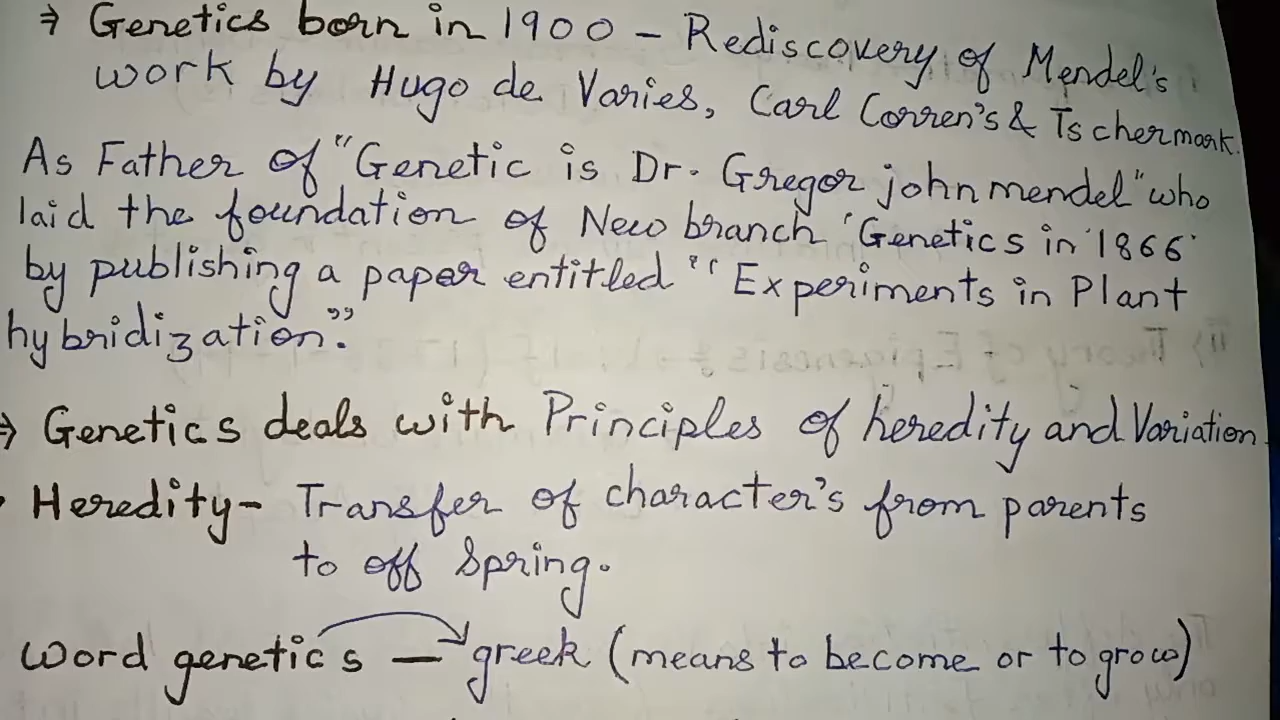 ⇒ Genetics born in 1900 - Rediscovery of Mendel's
work by Hugo de Varies, Carl Corren's & Tschermark.
As Father of "Genetic is Dr. Gregor john mendel" who
laid the foundation of New branch 'Genetics in '1866'
by publishing a paper entitled "Experiments in Plant
hybridization".
⇒ Genetics deals with Principles of heredity and Variation.
Heredity - Transfer of character's from parents
to off spring.
Word genetics — greek (means to become or to grow)